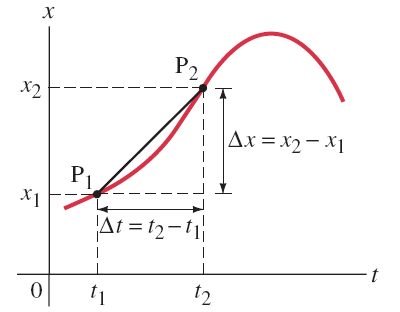 x
P₂
x₂
Δx = x₂ − x₁
P₁
x₁
Δt = t₂ − t₁
t
0
t₁
t₂